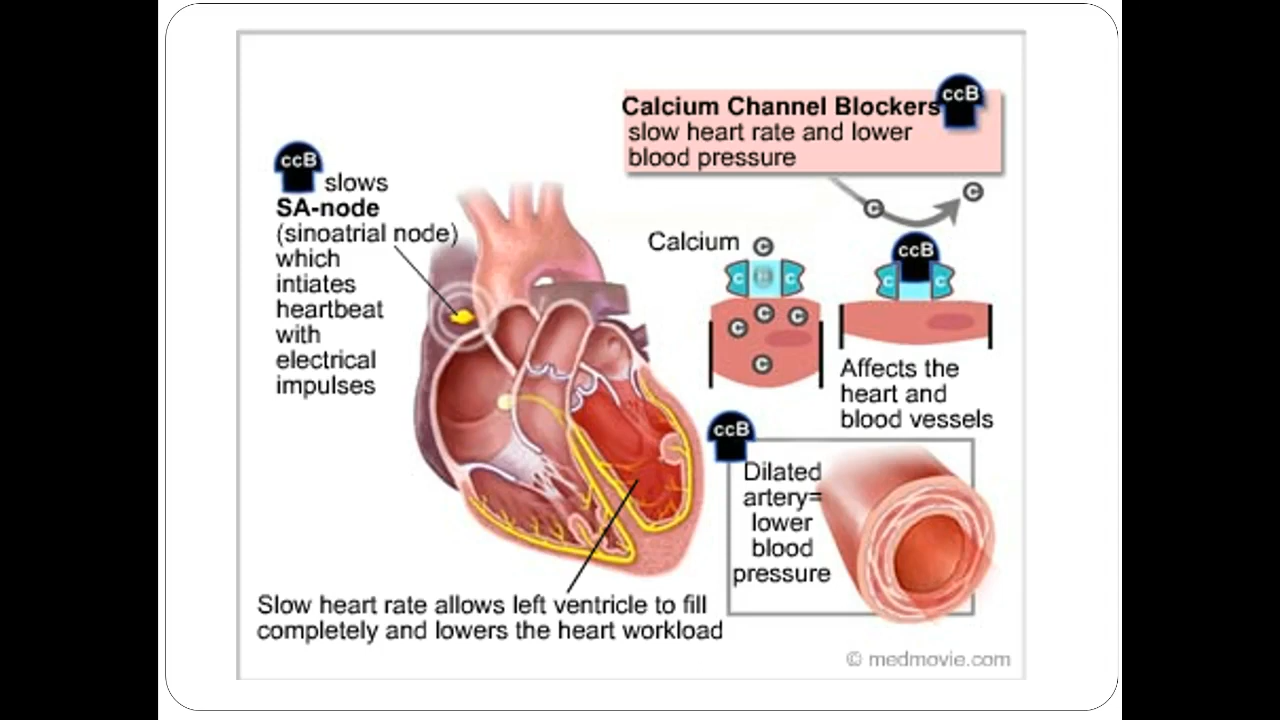 Calcium Channel Blockers ccB
slow heart rate and lower
blood pressure
ccB
slows
SA-node
(sinoatrial node)
which
intiates
heartbeat
with
electrical
impulses
C
C
Calcium C
C C C
C C C
C
ccB
C C
Affects the
heart and
blood vessels
ccB
Dilated
artery=
lower
blood
pressure
Slow heart rate allows left ventricle to fill
completely and lowers the heart workload
© medmovie.com